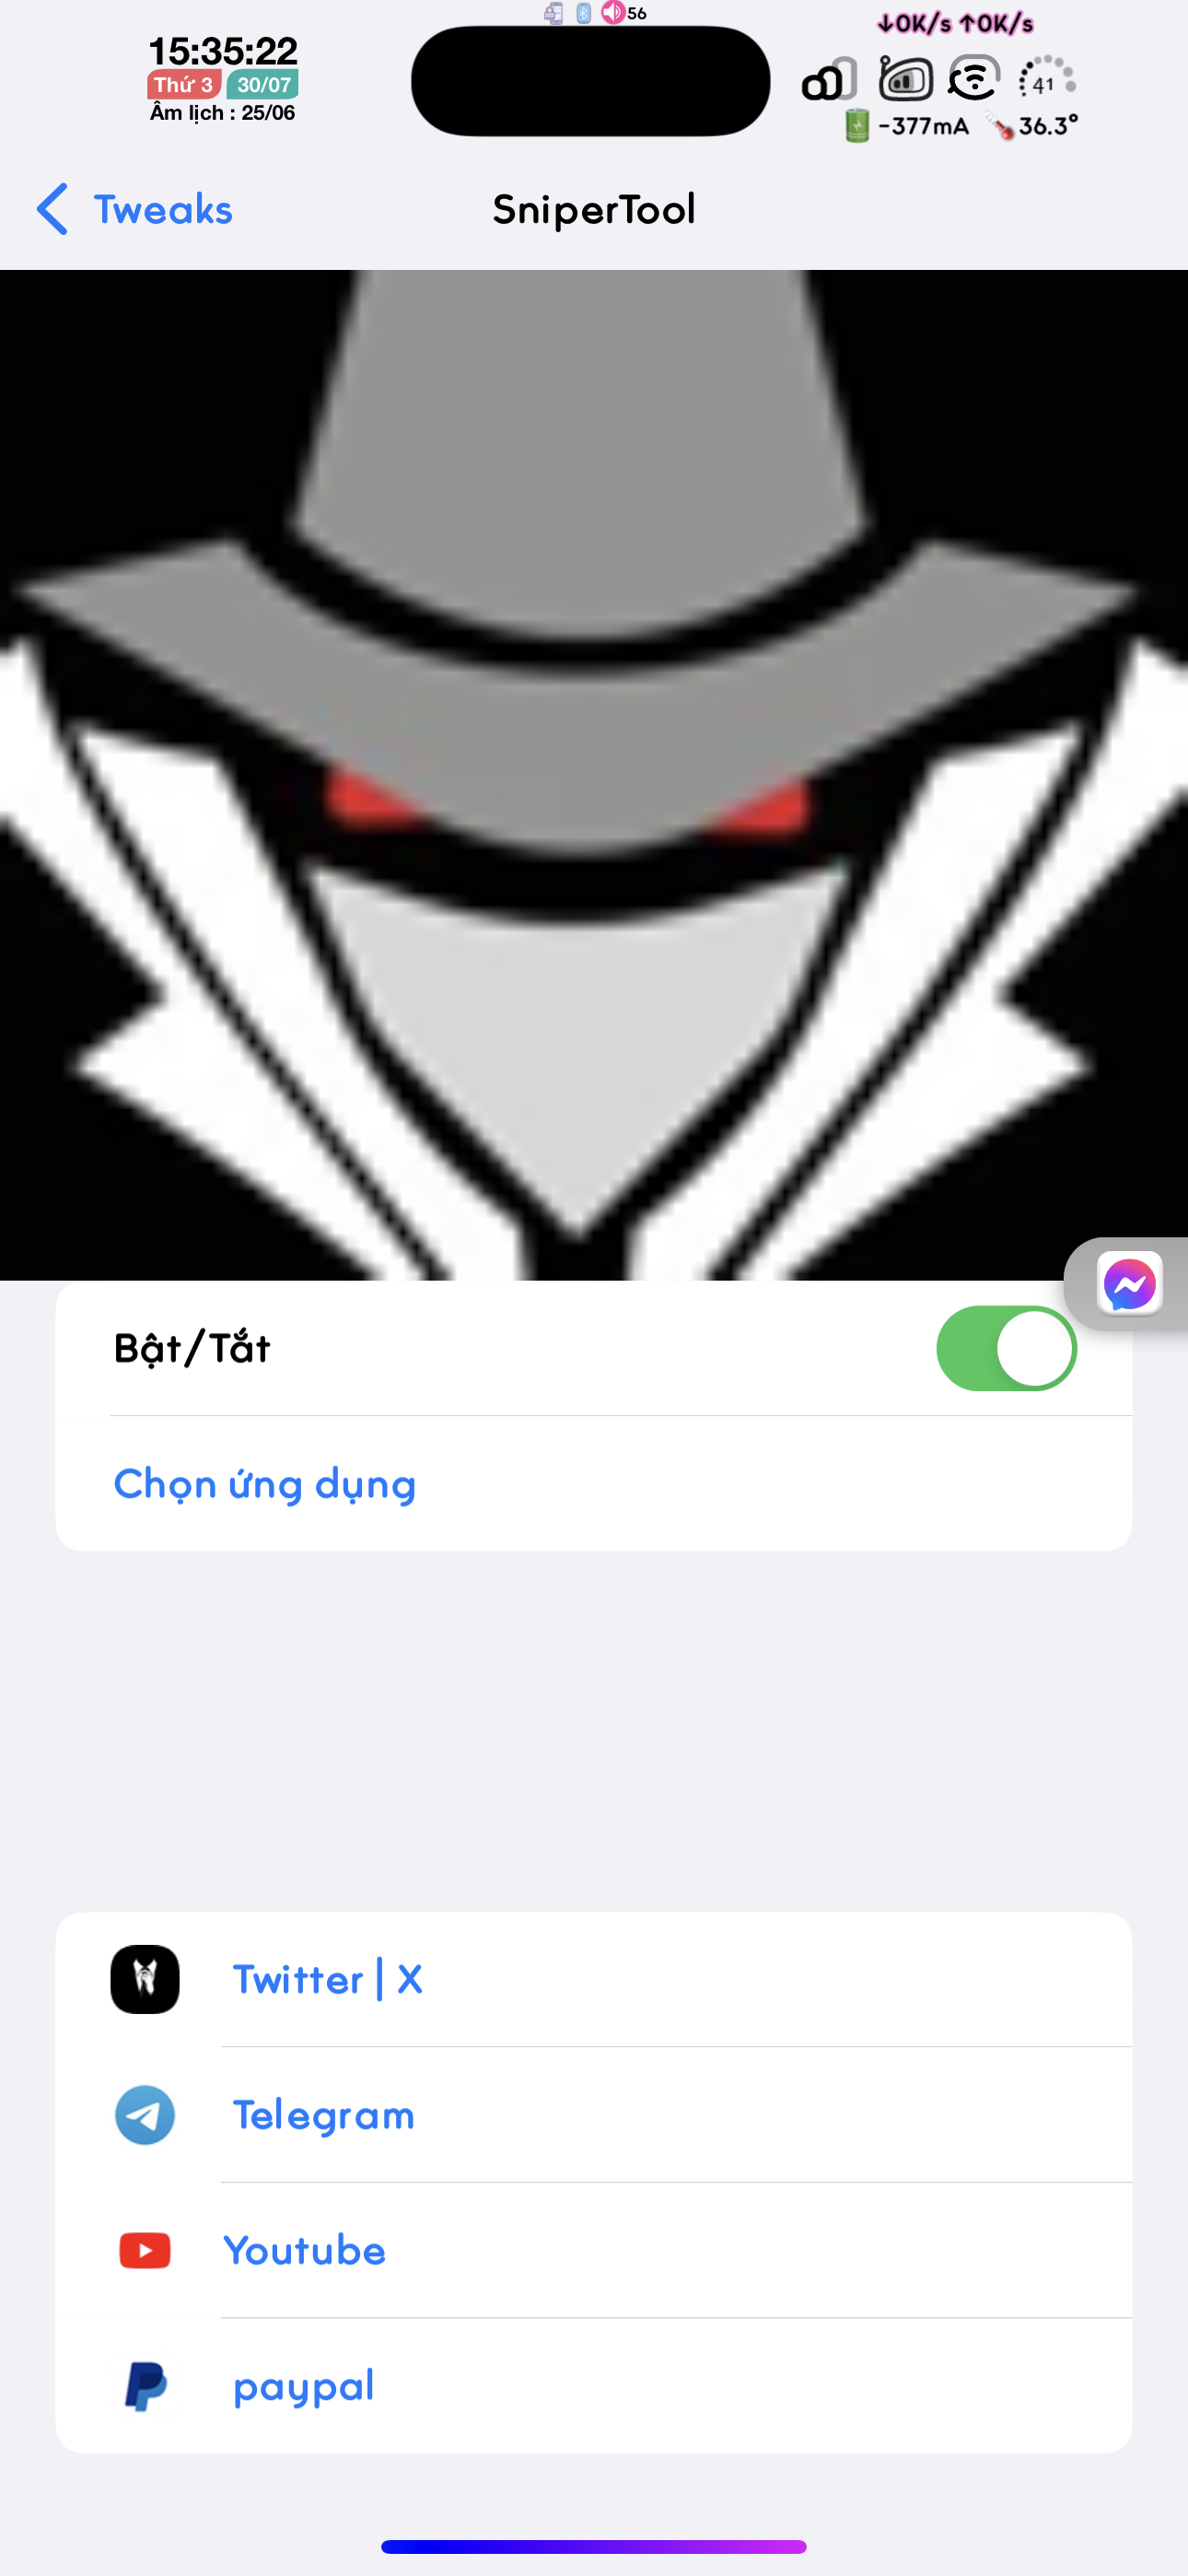 56
↓0K/s ↑0K/s
15:35:22
Thứ 3 30/07
Âm lịch : 25/06
41
-377mA 36.3°
Tweaks
SniperTool
Bật/Tắt
Chọn ứng dụng
Twitter | X
Telegram
Youtube
paypal